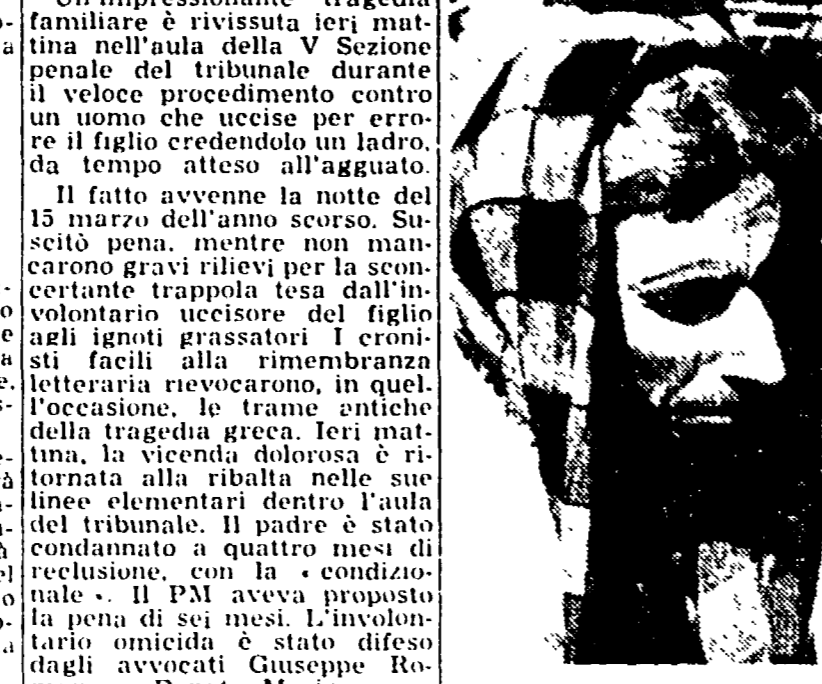 Un'impressionante tragedia
familiare è rivissuta ieri mat-
tina nell'aula della V Sezione
penale del tribunale durante
il veloce procedimento contro
un uomo che uccise per erro-
re il figlio credendolo un ladro,
da tempo atteso all'agguato.
Il fatto avvenne la notte del
15 marzo dell'anno scorso. Su-
scitò pena, mentre non man-
carono gravi rilievi per la scon-
certante trappola tesa dall'in-
volontario uccisore del figlio
agli ignoti grassatori I croni-
sti facili alla rimembranza
letteraria rievocarono, in quel-
l'occasione, le trame antiche
della tragedia greca. Ieri mat-
tina, la vicenda dolorosa è ri-
tornata alla ribalta nelle sue
linee elementari dentro l'aula
del tribunale. Il padre è stato
condannato a quattro mesi di
reclusione, con la « condizio-
nale ». Il PM aveva proposto
la pena di sei mesi. L'involon-
tario omicida è stato difeso
dagli avvocati Giuseppe Ro-